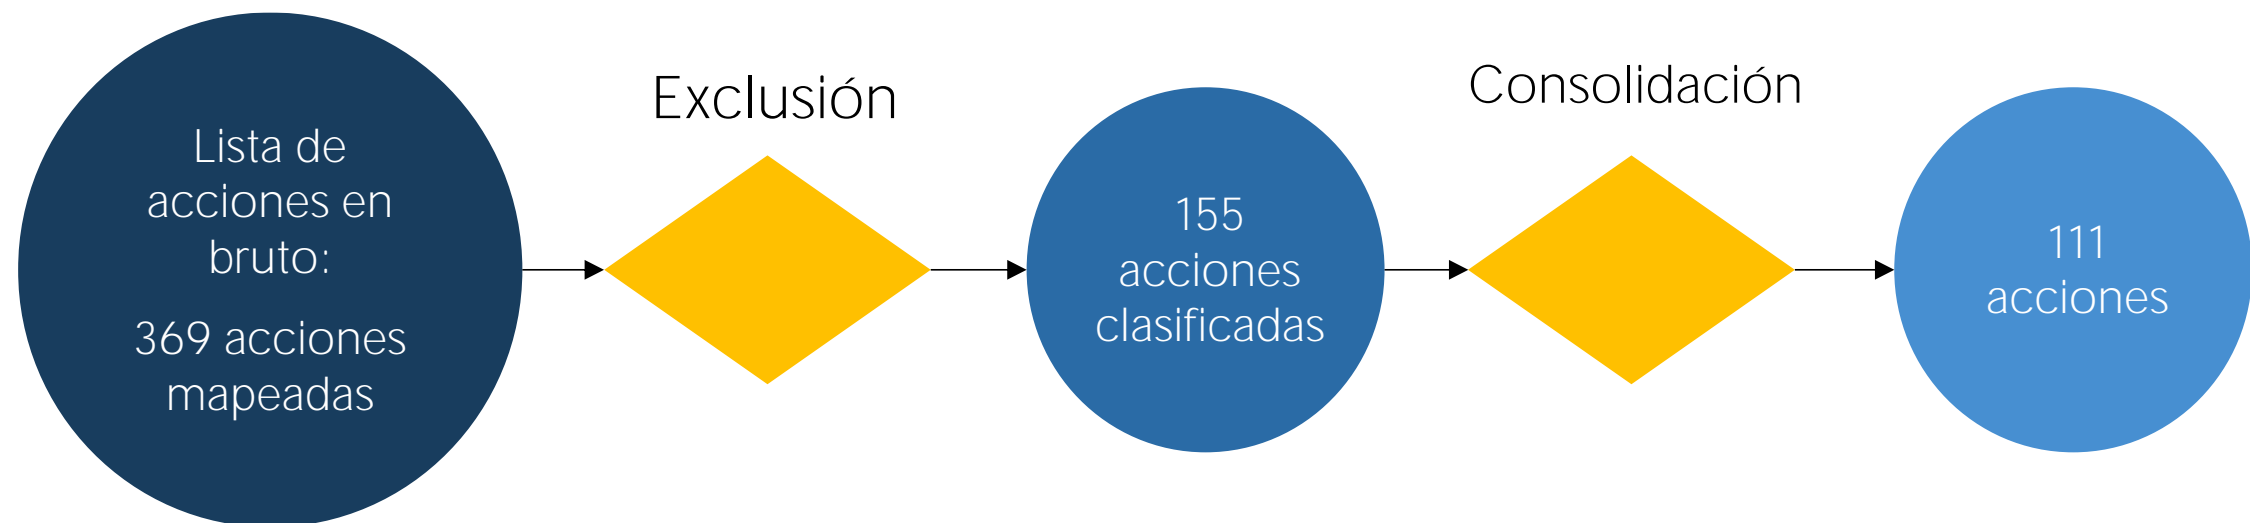 Lista de
acciones en
bruto:
369 acciones
mapeadas
Exclusión
155
acciones
clasificadas
Consolidación
111
acciones